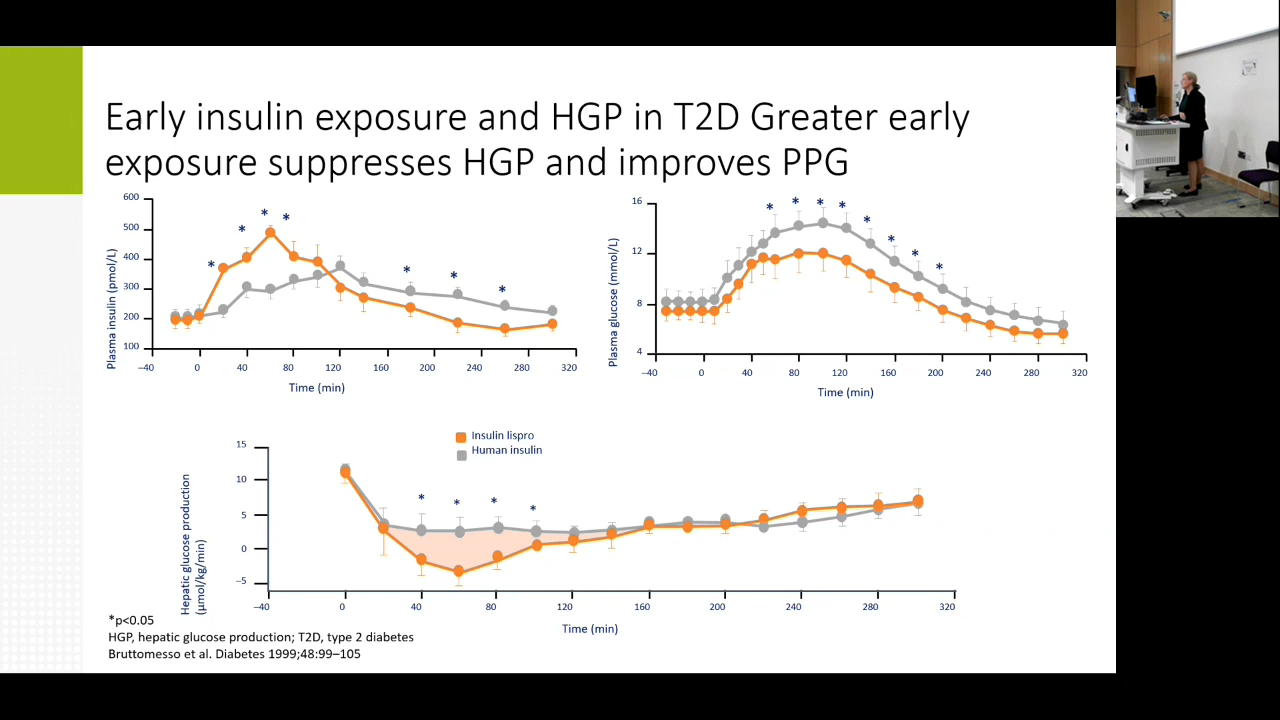 Early insulin exposure and HGP in T2D Greater early
exposure suppresses HGP and improves PPG
Plasma insulin (pmol/L)
600
500
400
300
200
100
–40 0 40 80 120 160 200 240 280 320
Time (min)
* * * * * * *
Plasma glucose (mmol/L)
16
12
8
4
–40 0 40 80 120 160 200 240 280 320
Time (min)
* * * * * * * *
Insulin lispro
Human insulin
Hepatic glucose production
(µmol/kg/min)
15
10
5
0
–5
–40 0 40 80 120 160 200 240 280 320
Time (min)
* * * *
*p<0.05
HGP, hepatic glucose production; T2D, type 2 diabetes
Bruttomesso et al. Diabetes 1999;48:99–105